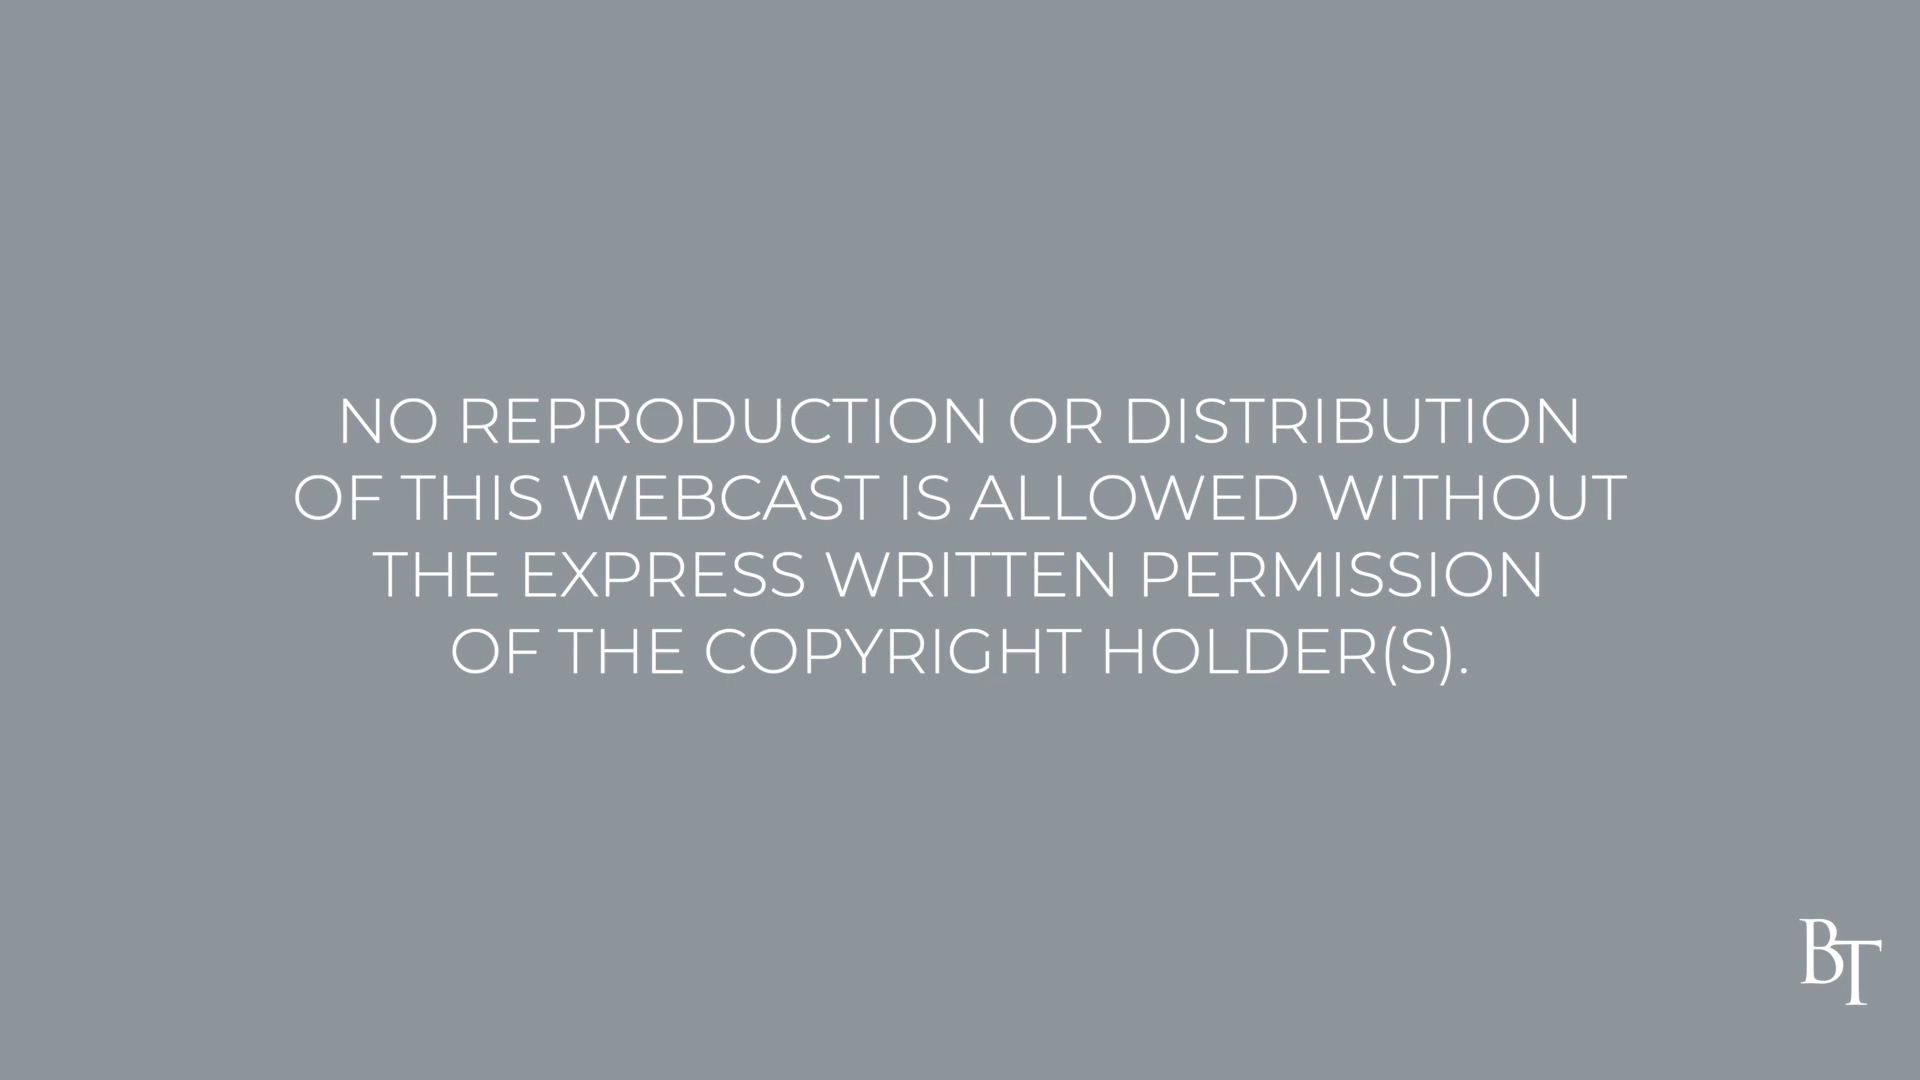 NO REPRODUCTION OR DISTRIBUTION
OF THIS WEBCAST IS ALLOWED WITHOUT
THE EXPRESS WRITTEN PERMISSION
OF THE COPYRIGHT HOLDER(S).
BT